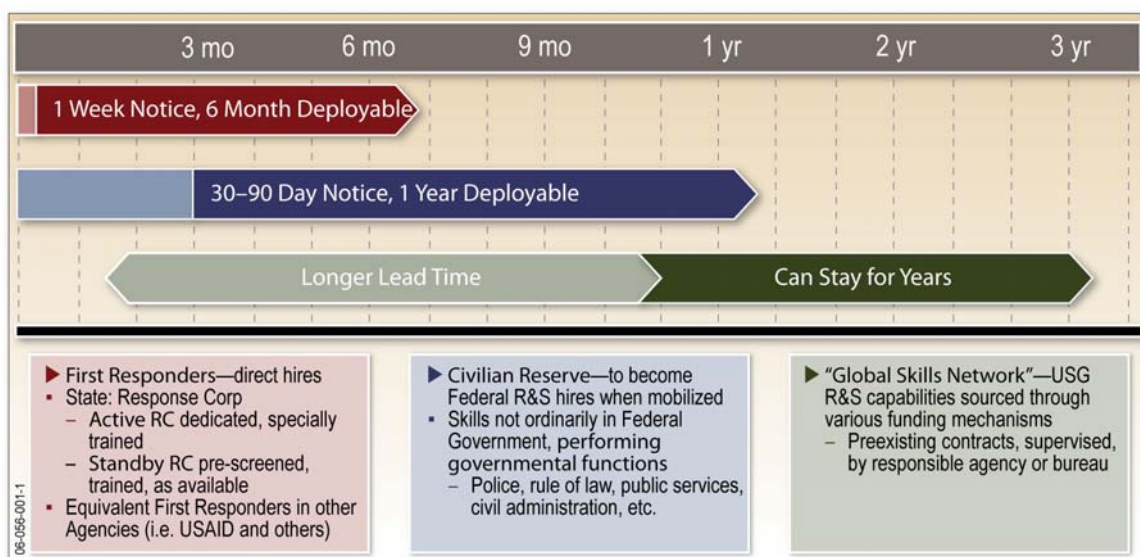 3 mo 6 mo 9 mo 1 yr 2 yr 3 yr
1 Week Notice, 6 Month Deployable
30–90 Day Notice, 1 Year Deployable
Longer Lead Time Can Stay for Years
▶ First Responders—direct hires
▪ State: Response Corp
– Active RC dedicated, specially
trained
– Standby RC pre-screened,
trained, as available
▪ Equivalent First Responders in other
Agencies (i.e. USAID and others)
▶ Civilian Reserve—to become
Federal R&S hires when mobilized
▪ Skills not ordinarily in Federal
Government, performing
governmental functions
– Police, rule of law, public services,
civil administration, etc.
▶ “Global Skills Network”—USG
R&S capabilities sourced through
various funding mechanisms
– Preexisting contracts, supervised,
by responsible agency or bureau
06-056-001-1